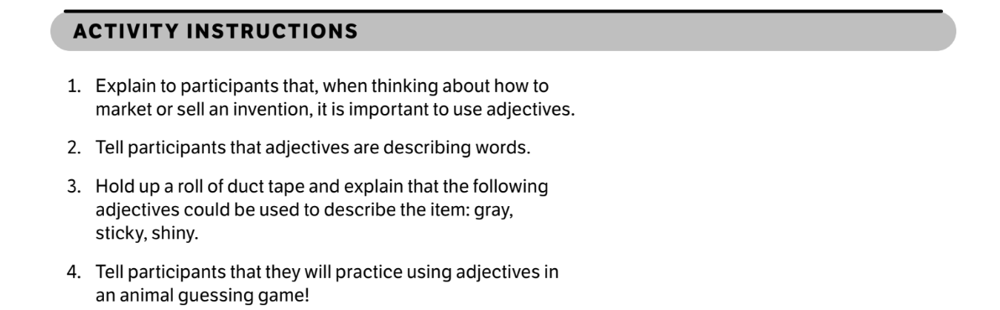 ACTIVITY INSTRUCTIONS
1. Explain to participants that, when thinking about how to
market or sell an invention, it is important to use adjectives.
2. Tell participants that adjectives are describing words.
3. Hold up a roll of duct tape and explain that the following
adjectives could be used to describe the item: gray,
sticky, shiny.
4. Tell participants that they will practice using adjectives in
an animal guessing game!